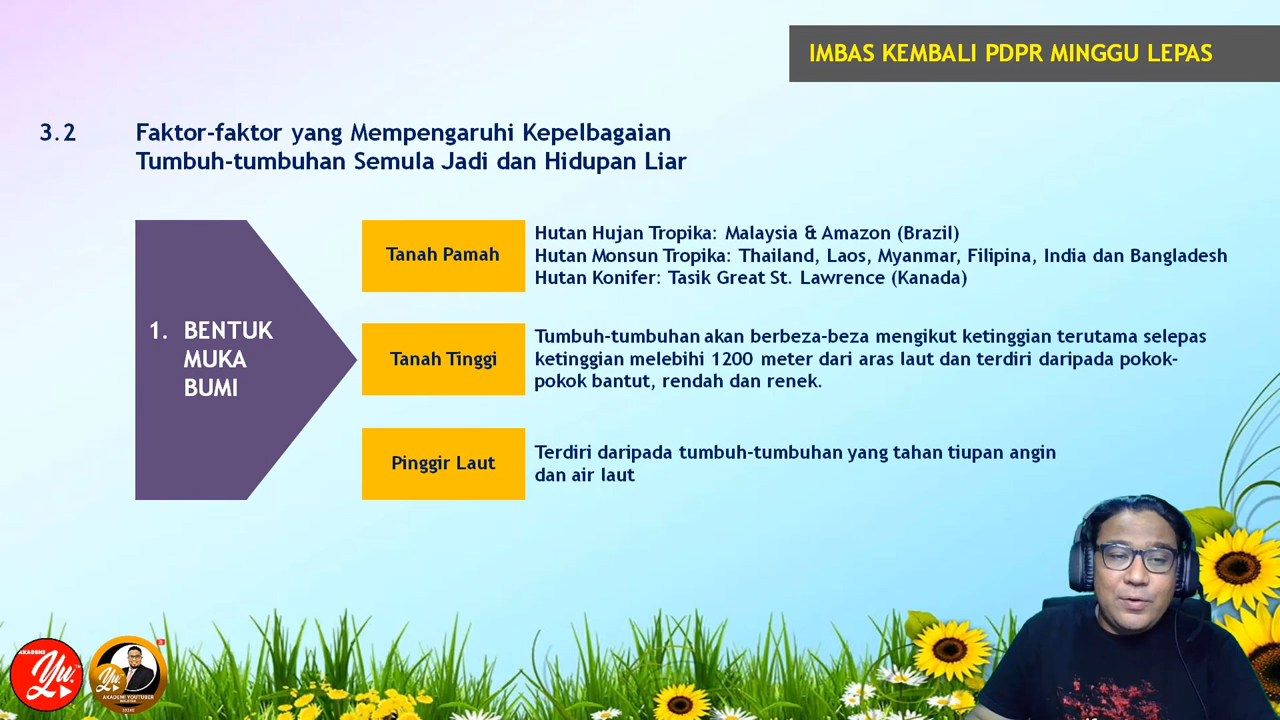 IMBAS KEMBALI PDPR MINGGU LEPAS
3.2 Faktor-faktor yang Mempengaruhi Kepelbagaian
Tumbuh-tumbuhan Semula Jadi dan Hidupan Liar
1. BENTUK
MUKA
BUMI
Tanah Pamah
Hutan Hujan Tropika: Malaysia & Amazon (Brazil)
Hutan Monsun Tropika: Thailand, Laos, Myanmar, Filipina, India dan Bangladesh
Hutan Konifer: Tasik Great St. Lawrence (Kanada)
Tanah Tinggi
Tumbuh-tumbuhan akan berbeza-beza mengikut ketinggian terutama selepas
ketinggian melebihi 1200 meter dari aras laut dan terdiri daripada pokok-
pokok bantut, rendah dan renek.
Pinggir Laut
Terdiri daripada tumbuh-tumbuhan yang tahan tiupan angin
dan air laut
AKADEMI
Yu.
Yu.
AKADEMI YOUTUBER